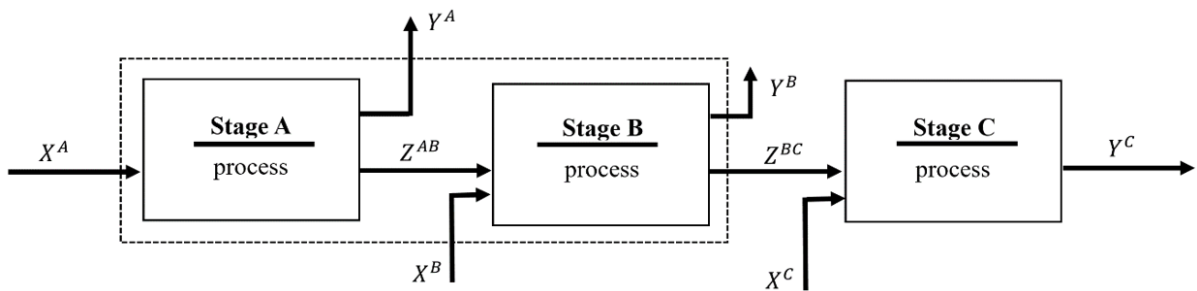 Y^A
Y^B
Stage A
process
Stage B
process
Stage C
process
X^A
Z^{AB}
Z^{BC}
Y^C
X^B
X^C